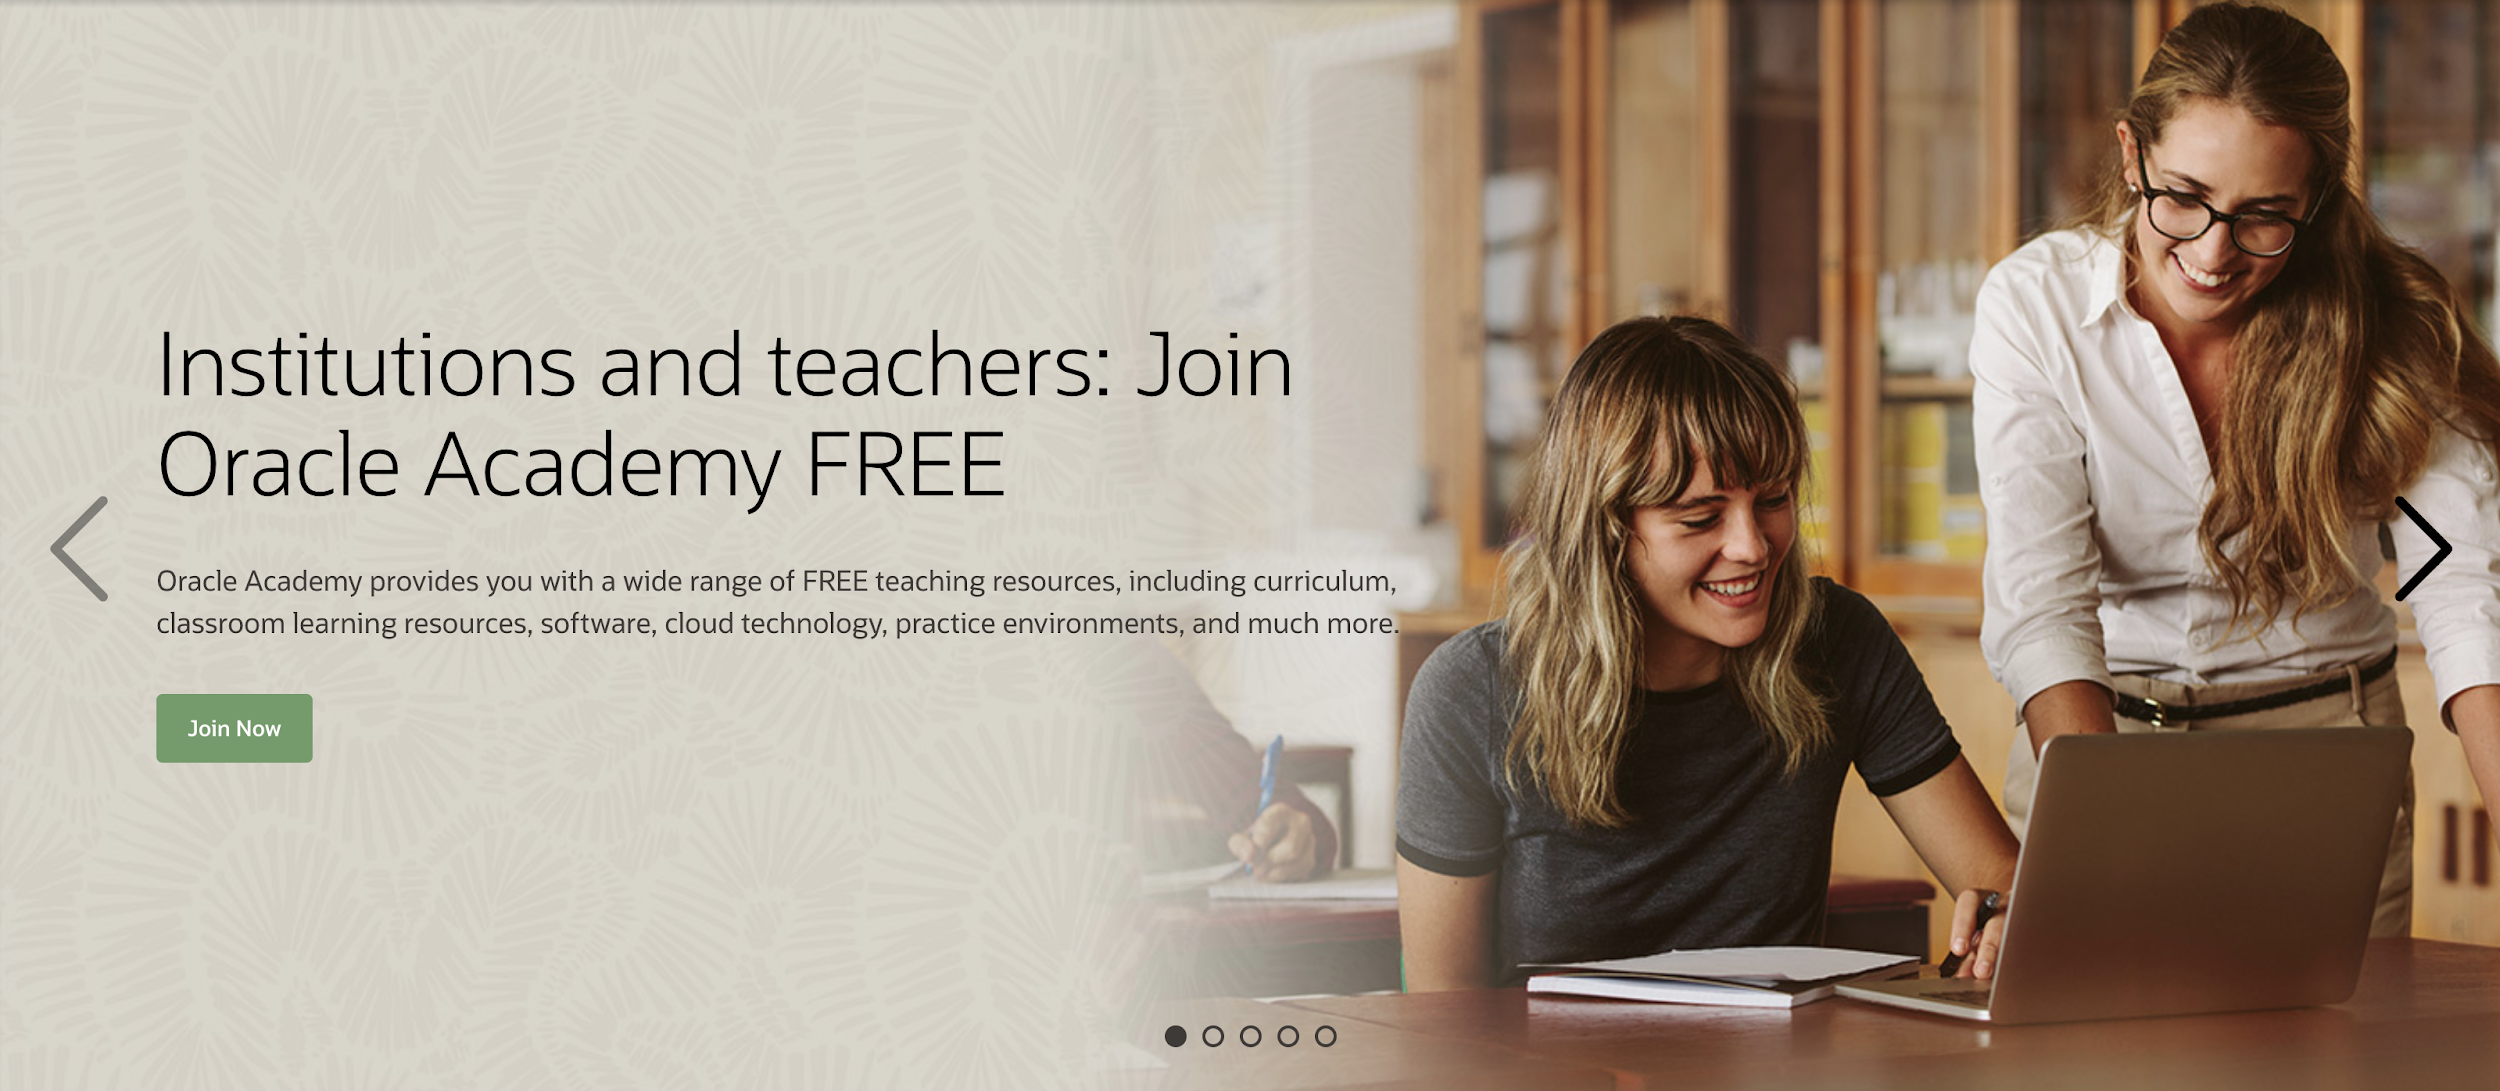 Institutions and teachers: Join
Oracle Academy FREE
Oracle Academy provides you with a wide range of FREE teaching resources, including curriculum,
classroom learning resources, software, cloud technology, practice environments, and much more.
Join Now